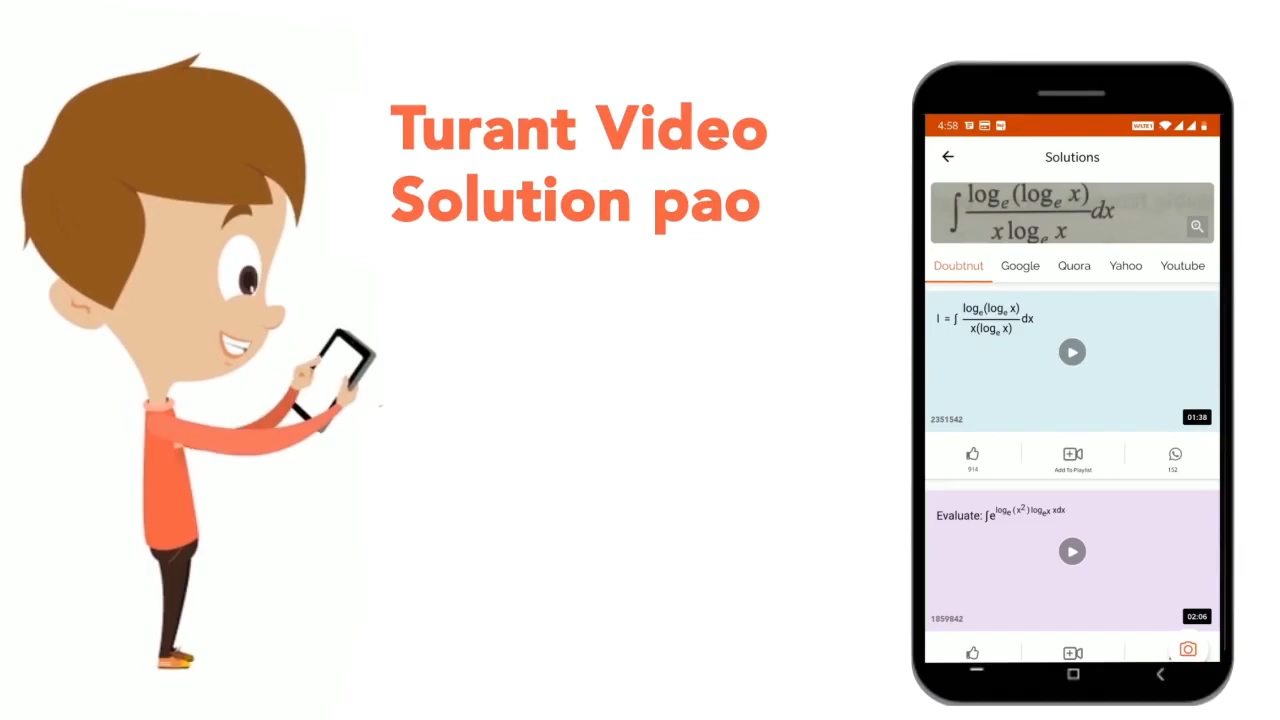 Turant Video
Solution pao
4:58
VoLTE1
Solutions
∫ logₑ(logₑ x) / x logₑ x dx
Doubtnut Google Quora Yahoo Youtube
I = ∫ logₑ(logₑ x) / x(logₑ x) dx
2351542 01:38
914 Add To Playlist 152
Evaluate: ∫e^logₑ(x²)logₑx xdx
1859842 02:06